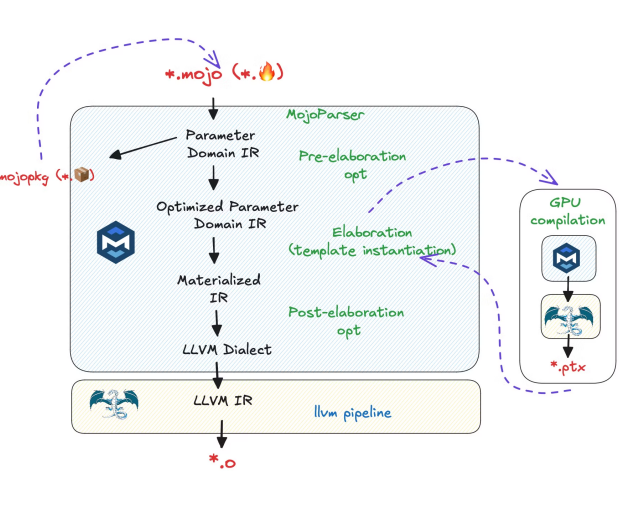 *.mojo (*.🔥)
MojoParser
Parameter
Domain IR
mojopkg (*.📦)
Pre-elaboration
opt
Optimized Parameter
Domain IR
Elaboration
(template instantiation)
Materialized
IR
Post-elaboration
opt
LLVM Dialect
LLVM IR
llvm pipeline
*.o
GPU
compilation
*.ptx